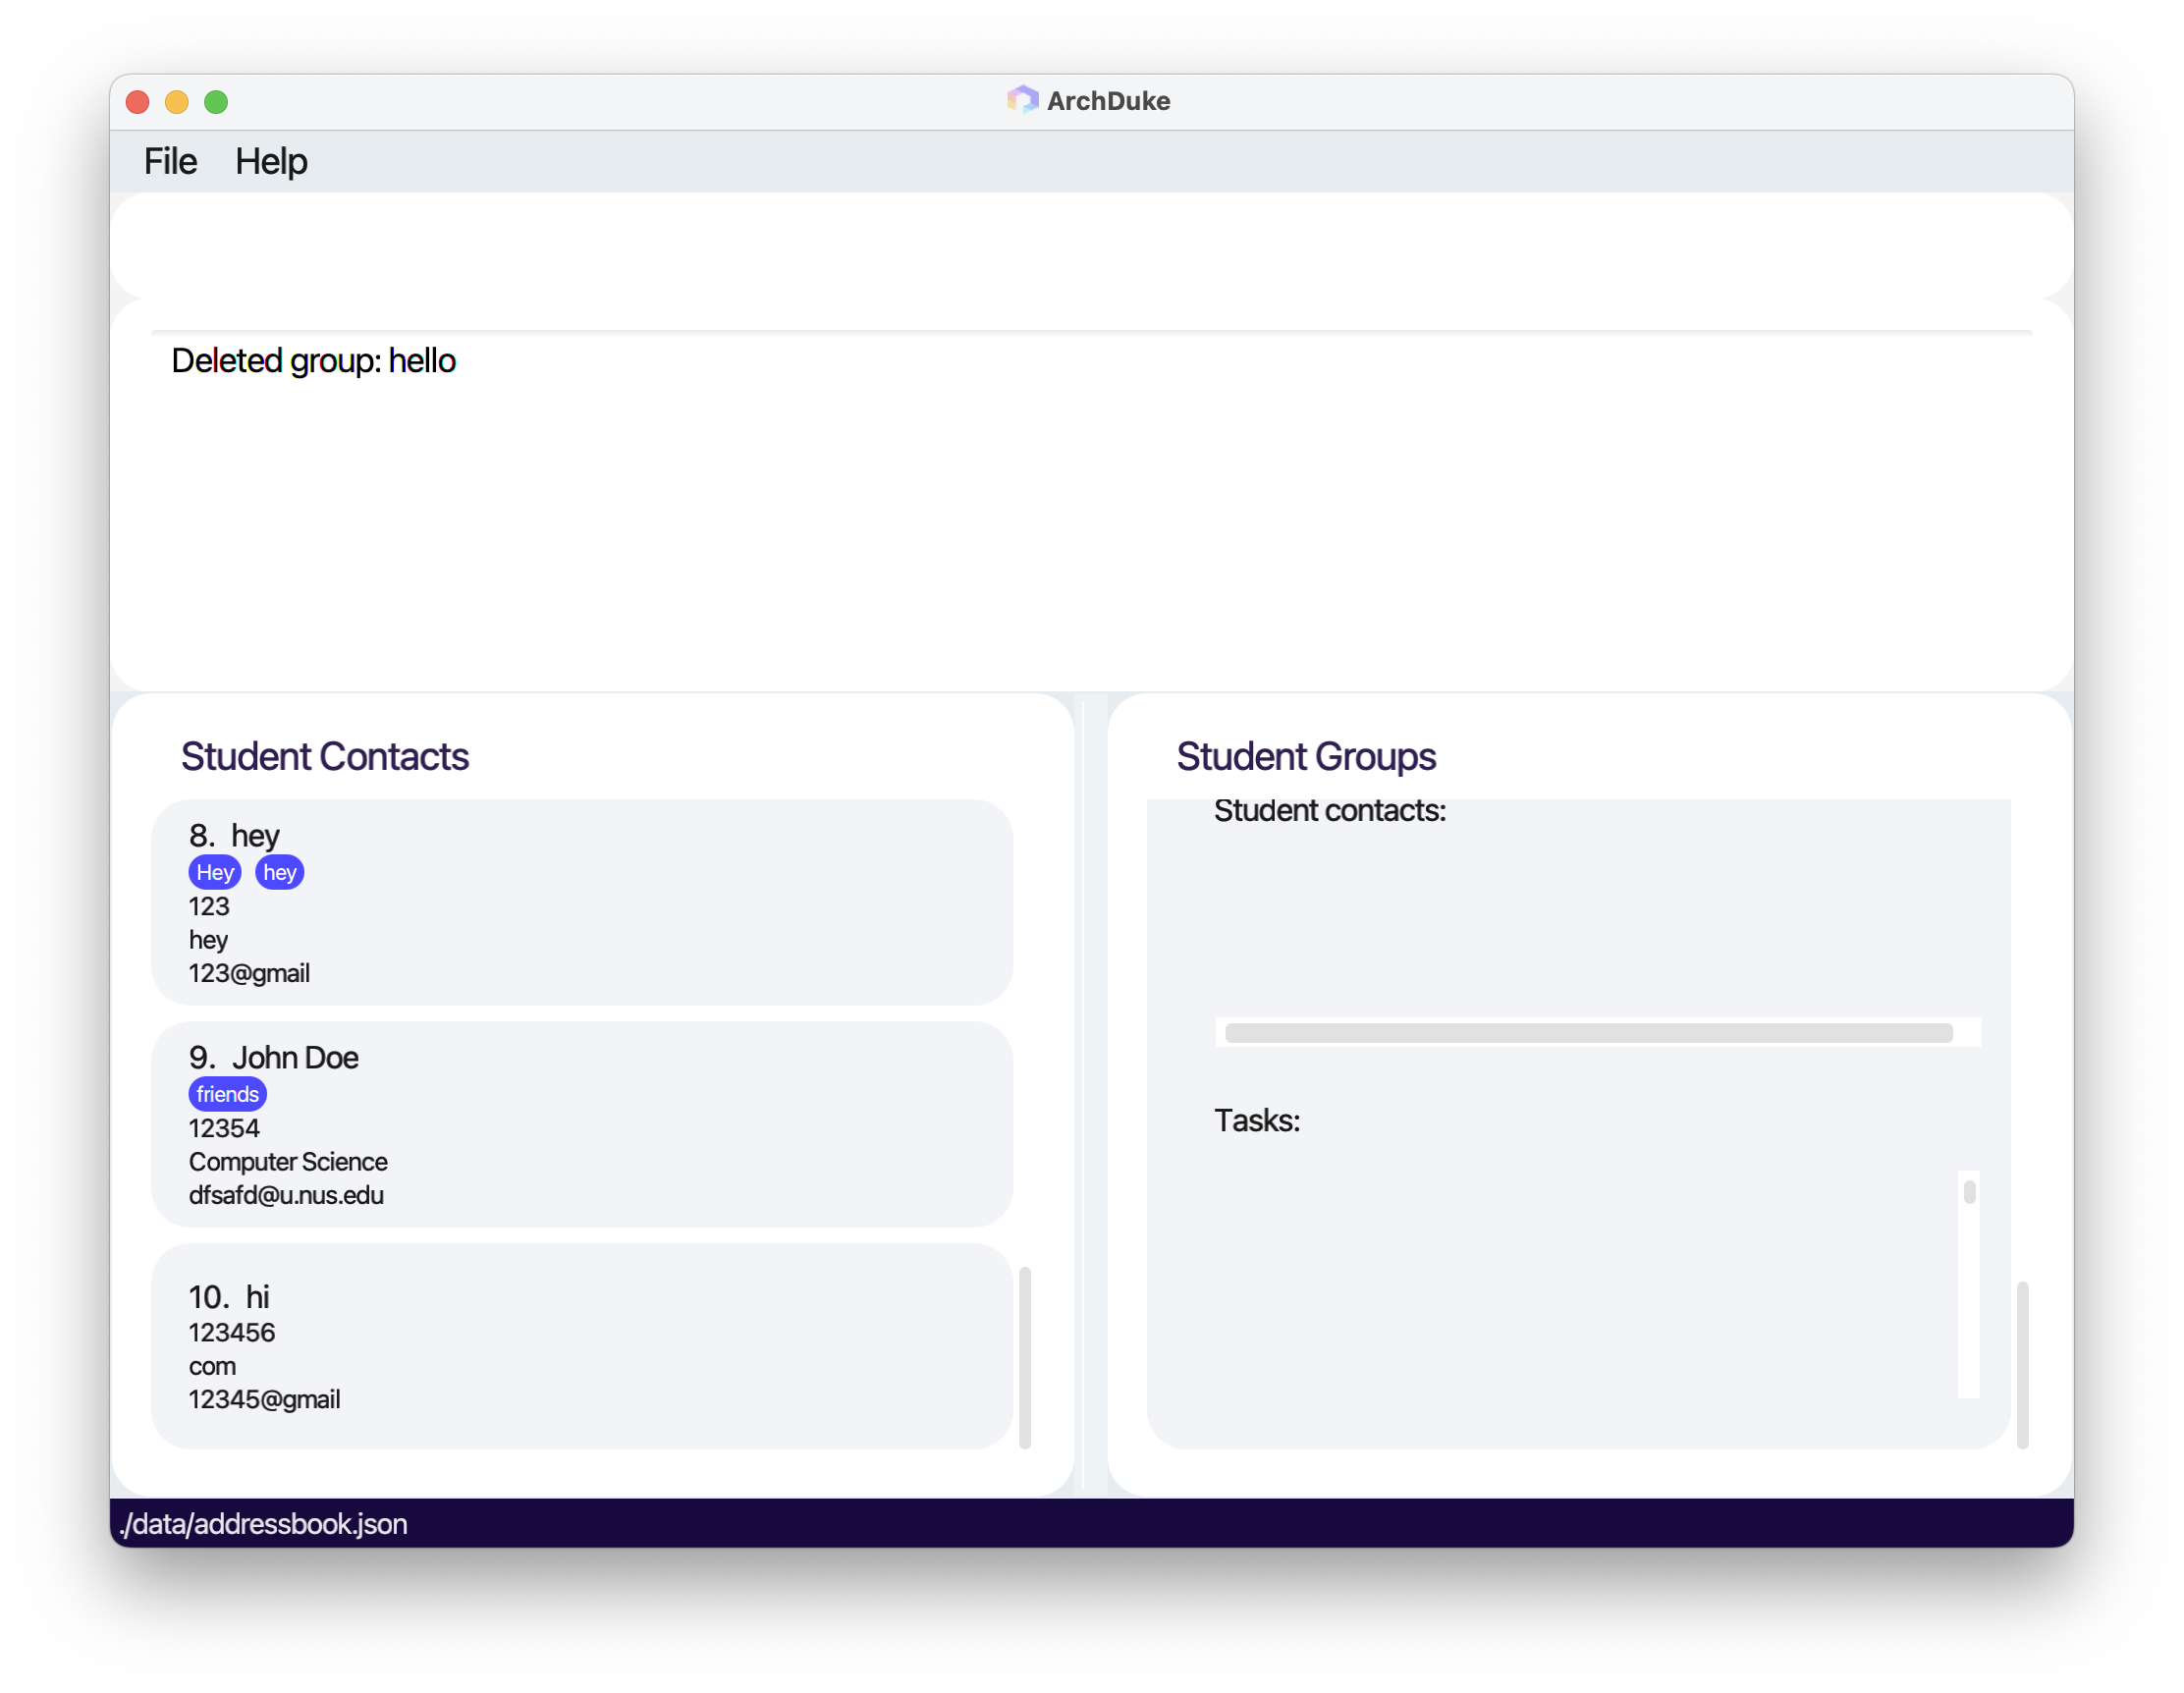 ArchDuke
File Help
Deleted group: hello
Student Contacts
8. hey
Hey hey
123
hey
123@gmail
9. John Doe
friends
12354
Computer Science
dfsafd@u.nus.edu
10. hi
123456
com
12345@gmail
Student Groups
Student contacts:
Tasks:
./data/addressbook.json